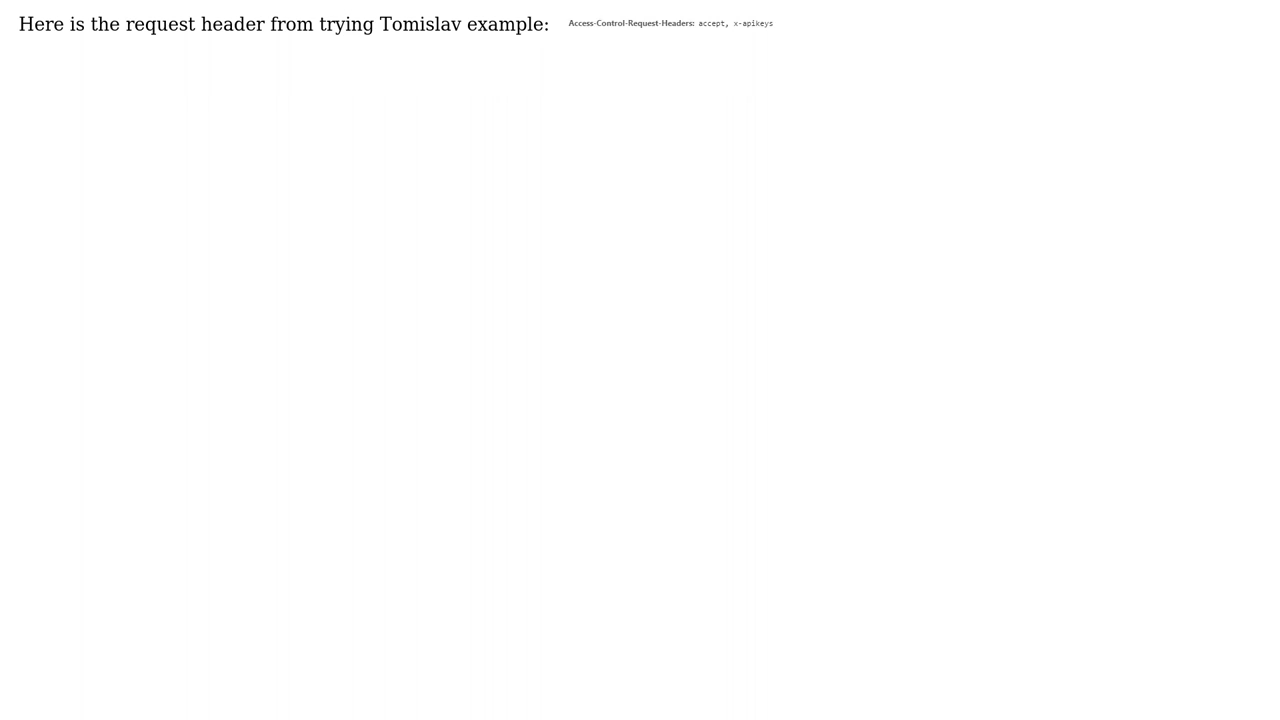 Here is the request header from trying Tomislav example: Access-Control-Request-Headers: accept, x-apikeys